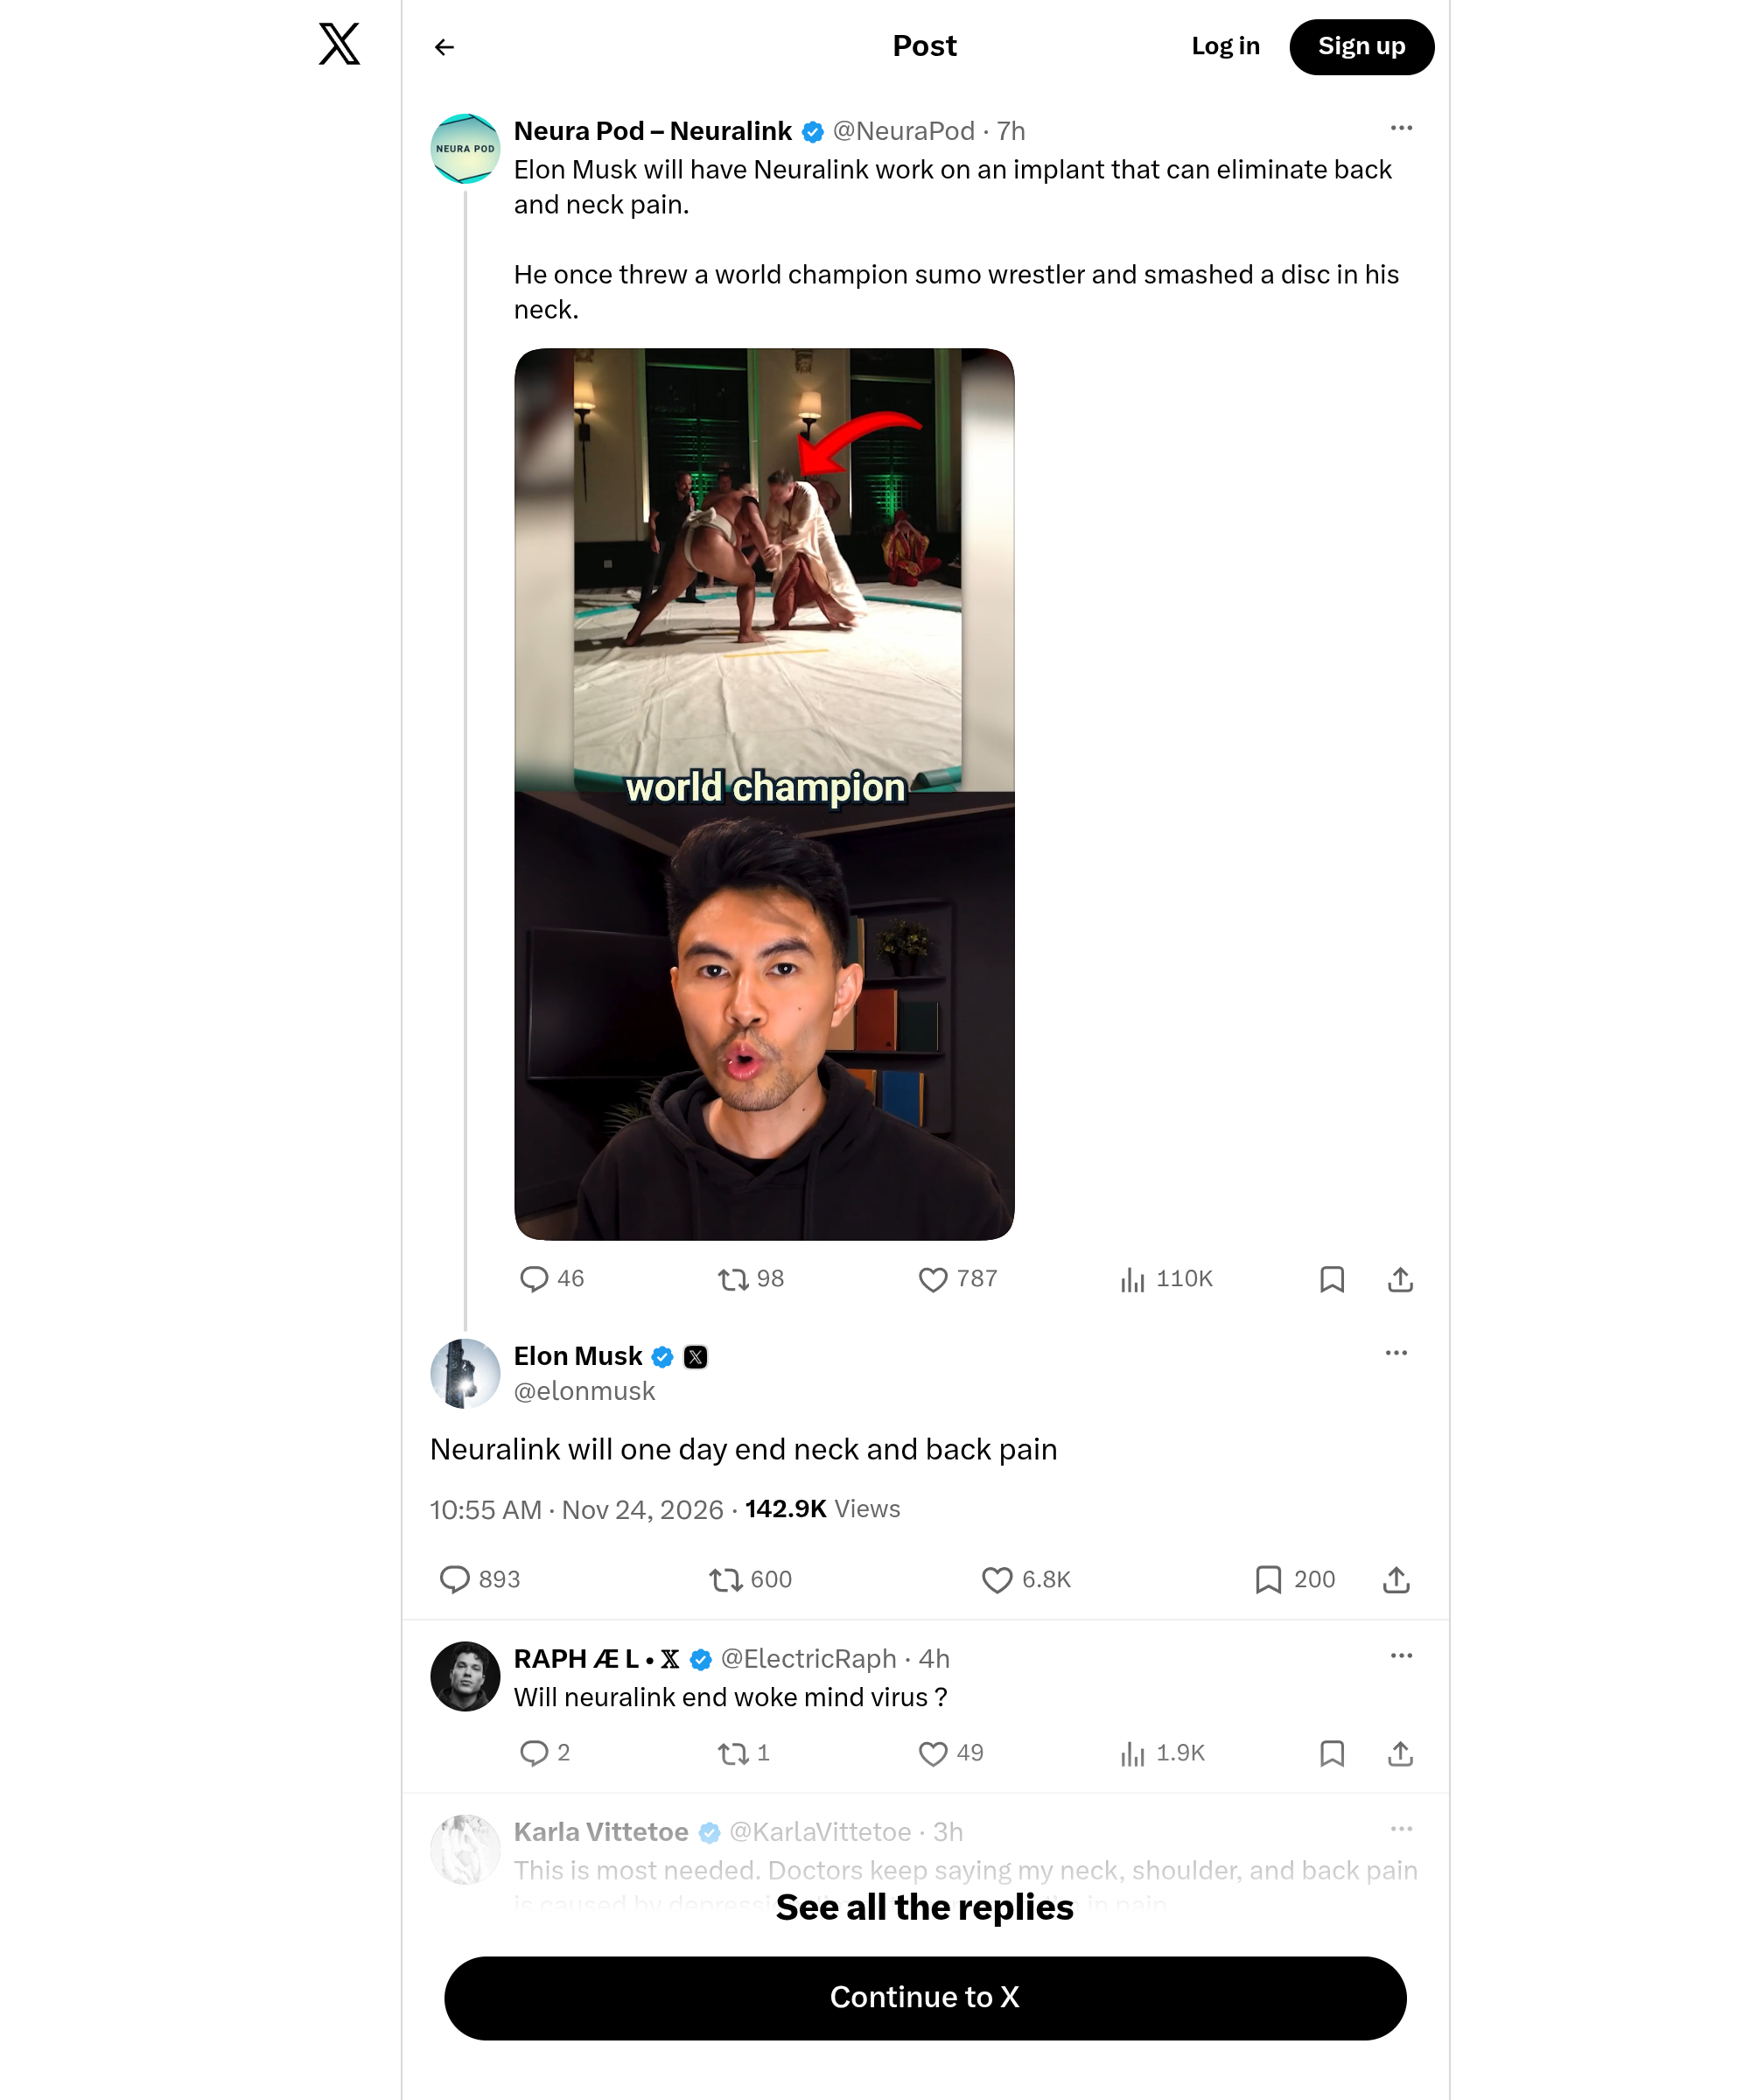 Post
Log in
Sign up
NEURA POD
Neura Pod – Neuralink @NeuraPod · 7h
Elon Musk will have Neuralink work on an implant that can eliminate back
and neck pain.
He once threw a world champion sumo wrestler and smashed a disc in his
neck.
world champion
46 98 787 110K
Elon Musk
@elonmusk
Neuralink will one day end neck and back pain
10:55 AM · Nov 24, 2026 · 142.9K Views
893 600 6.8K 200
RAPH Æ L • 𝕏 @ElectricRaph · 4h
Will neuralink end woke mind virus ?
2 1 49 1.9K
Karla Vittetoe @KarlaVittetoe · 3h
This is most needed. Doctors keep saying my neck, shoulder, and back pain
is caused by in pain
See all the replies
Continue to X